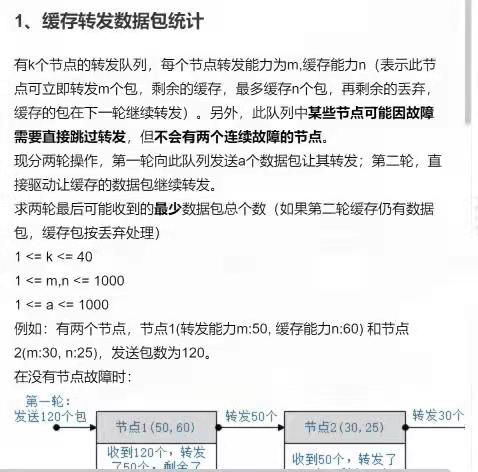 1、缓存转发数据包统计
有k个节点的转发队列，每个节点转发能力为m,缓存能力n（表示此节
点可立即转发m个包，剩余的缓存，最多缓存n个包，再剩余的丢弃，
缓存的包在下一轮继续转发）。另外，此队列中某些节点可能因故障
需要直接跳过转发，但不会有两个连续故障的节点。
现分两轮操作，第一轮向此队列发送a个数据包让其转发；第二轮，直
接驱动让缓存的数据包继续转发。
求两轮最后可能收到的最少数据包总个数（如果第二轮缓存仍有数据
包，缓存包按丢弃处理）
1 <= k <= 40
1 <= m,n <= 1000
1 <= a <= 1000
例如：有两个节点，节点1(转发能力m:50, 缓存能力n:60) 和节点
2(m:30, n:25)，发送包数为120。
在没有节点故障时：
第一轮：
发送120个包 转发50个 转发30个
节点1(50,60) 节点2(30,25)
收到120个，转发 收到50个，转发了
了50个，剩余了